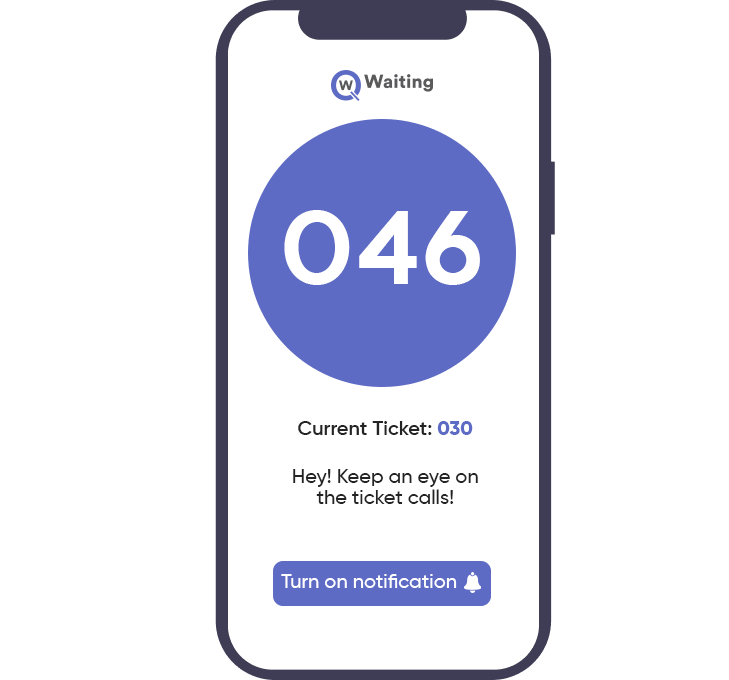 W Waiting
046
Current Ticket: 030
Hey! Keep an eye on
the ticket calls!
Turn on notification